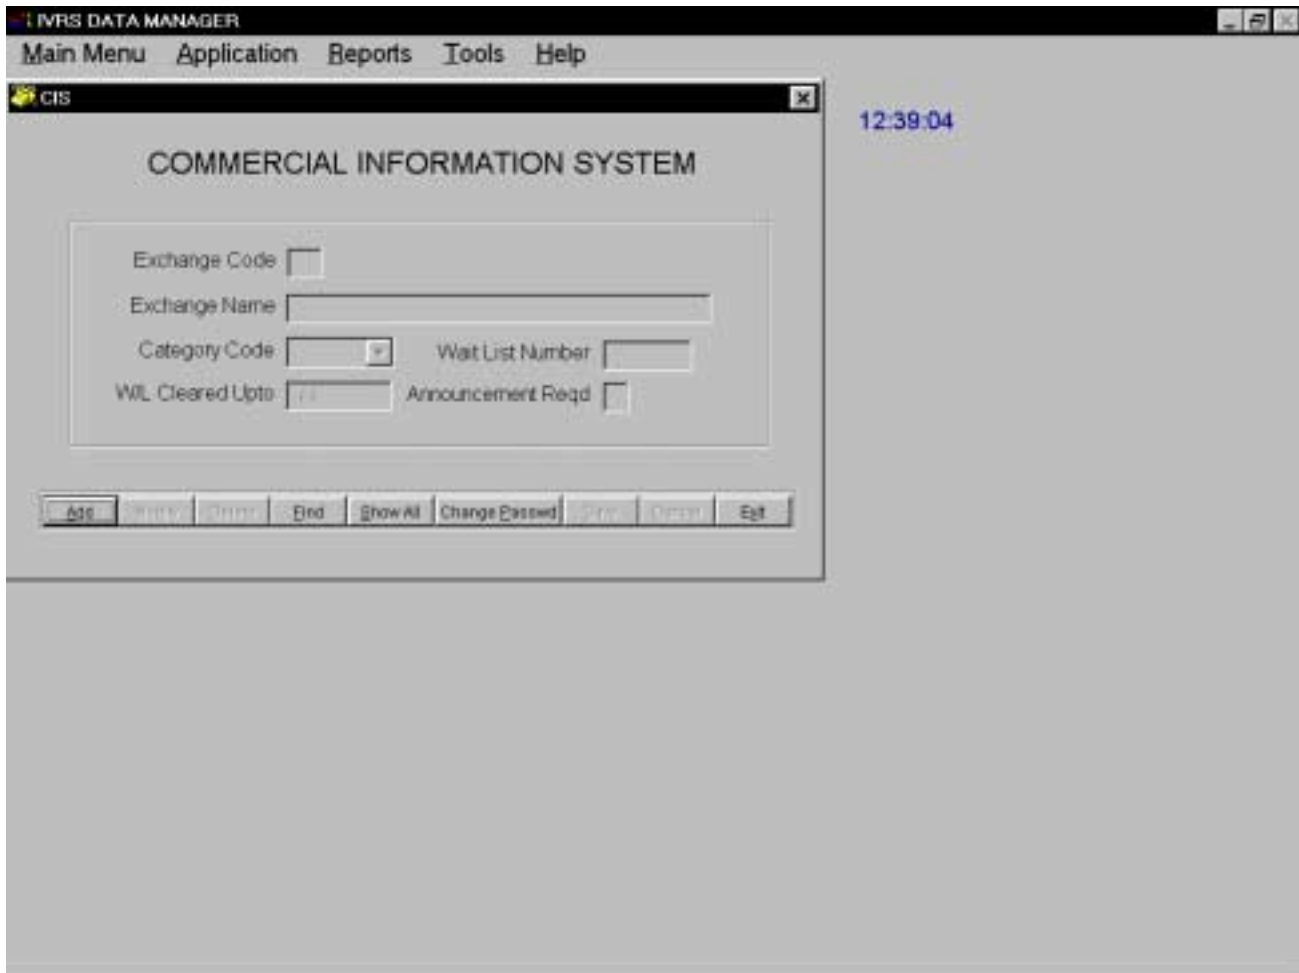 IVRS DATA MANAGER
Main Menu Application Reports Tools Help
CIS
12:39:04
COMMERCIAL INFORMATION SYSTEM
Exchange Code
Exchange Name
Category Code Wait List Number
W/L Cleared Upto / / Announcement Reqd
Add Find Show All Change Passwd Exit